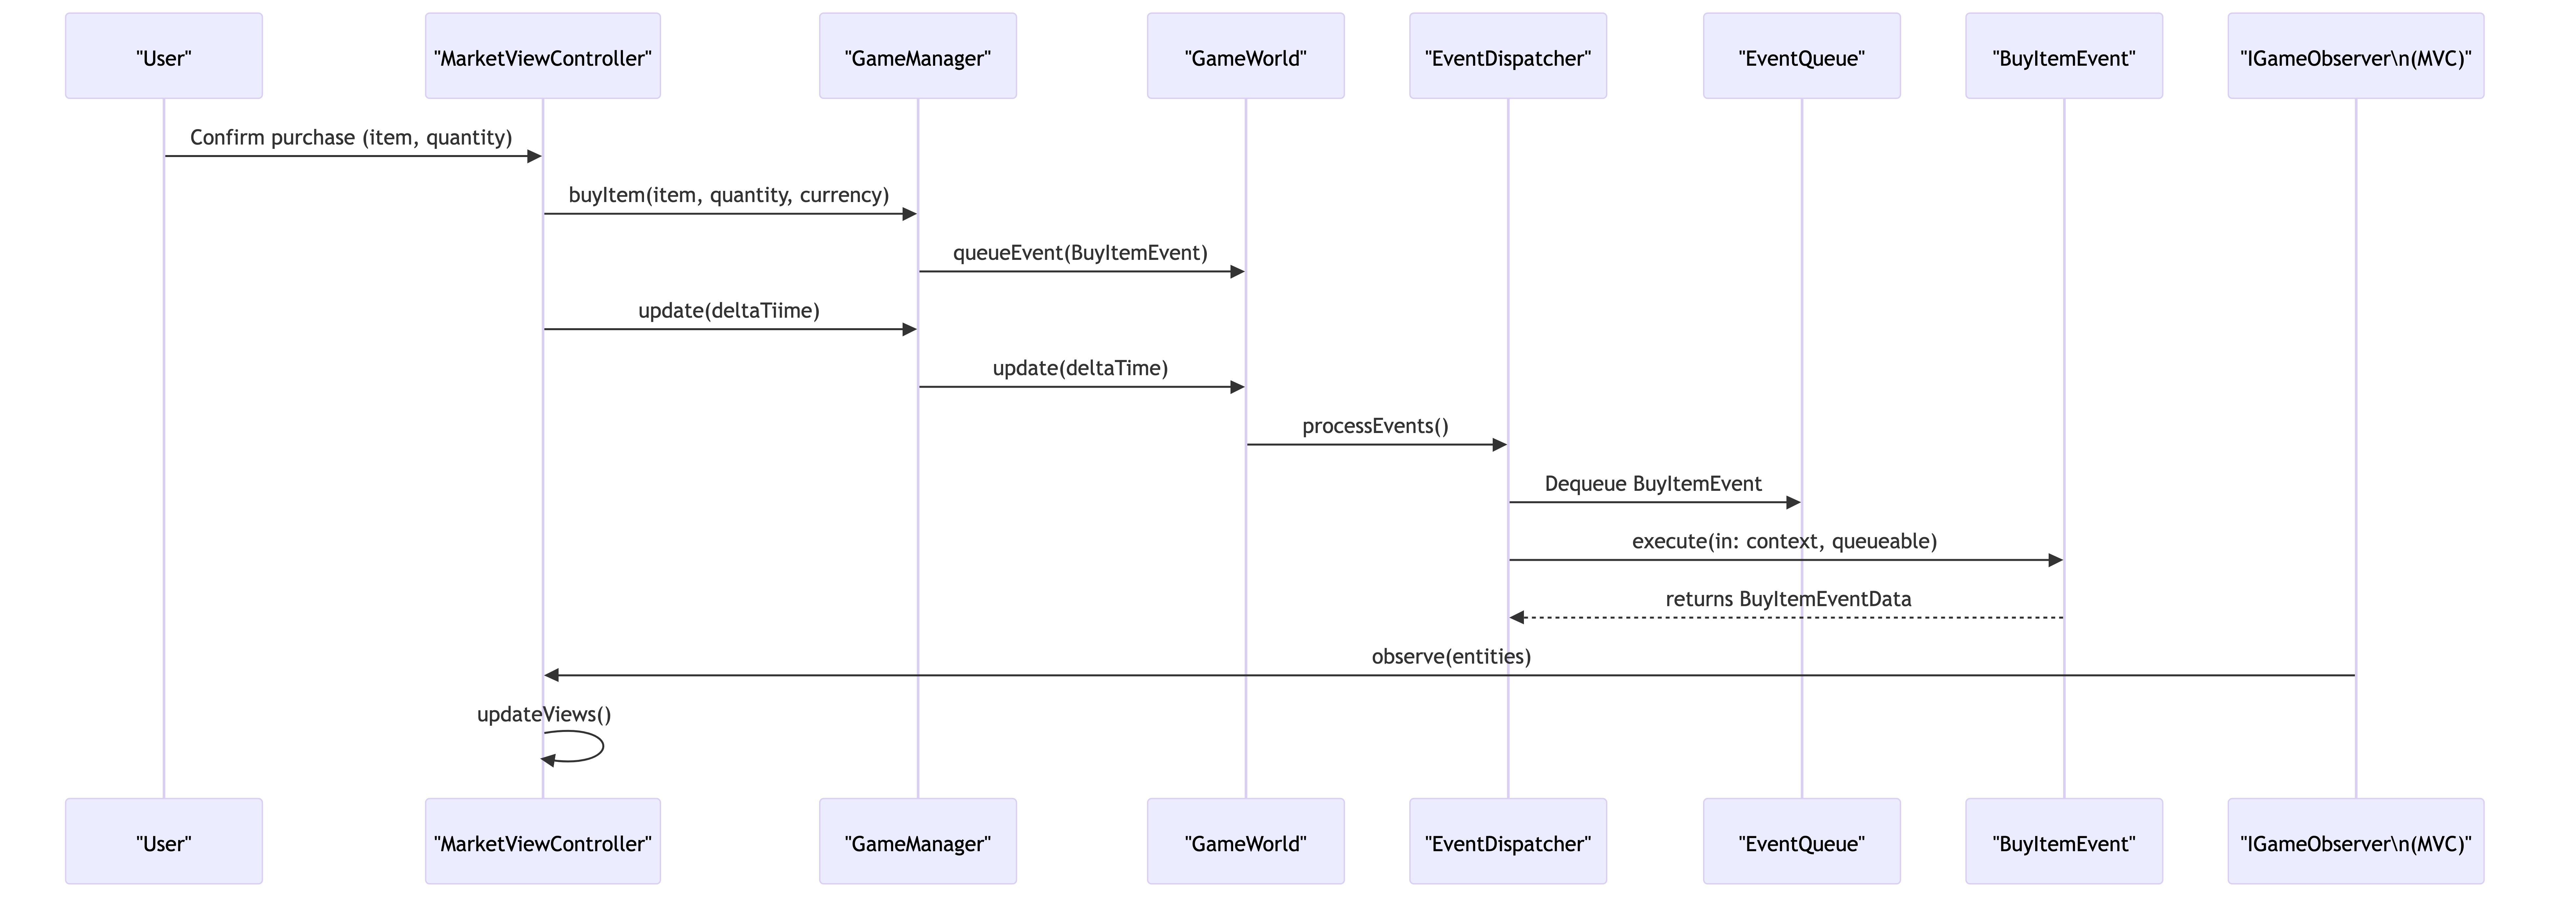 "User"
"MarketViewController"
"GameManager"
"GameWorld"
"EventDispatcher"
"EventQueue"
"BuyItemEvent"
"IGameObserver\n(MVC)"
Confirm purchase (item, quantity)
buyItem(item, quantity, currency)
queueEvent(BuyItemEvent)
update(deltaTiime)
update(deltaTime)
processEvents()
Dequeue BuyItemEvent
execute(in: context, queueable)
returns BuyItemEventData
observe(entities)
updateViews()
"User"
"MarketViewController"
"GameManager"
"GameWorld"
"EventDispatcher"
"EventQueue"
"BuyItemEvent"
"IGameObserver\n(MVC)"